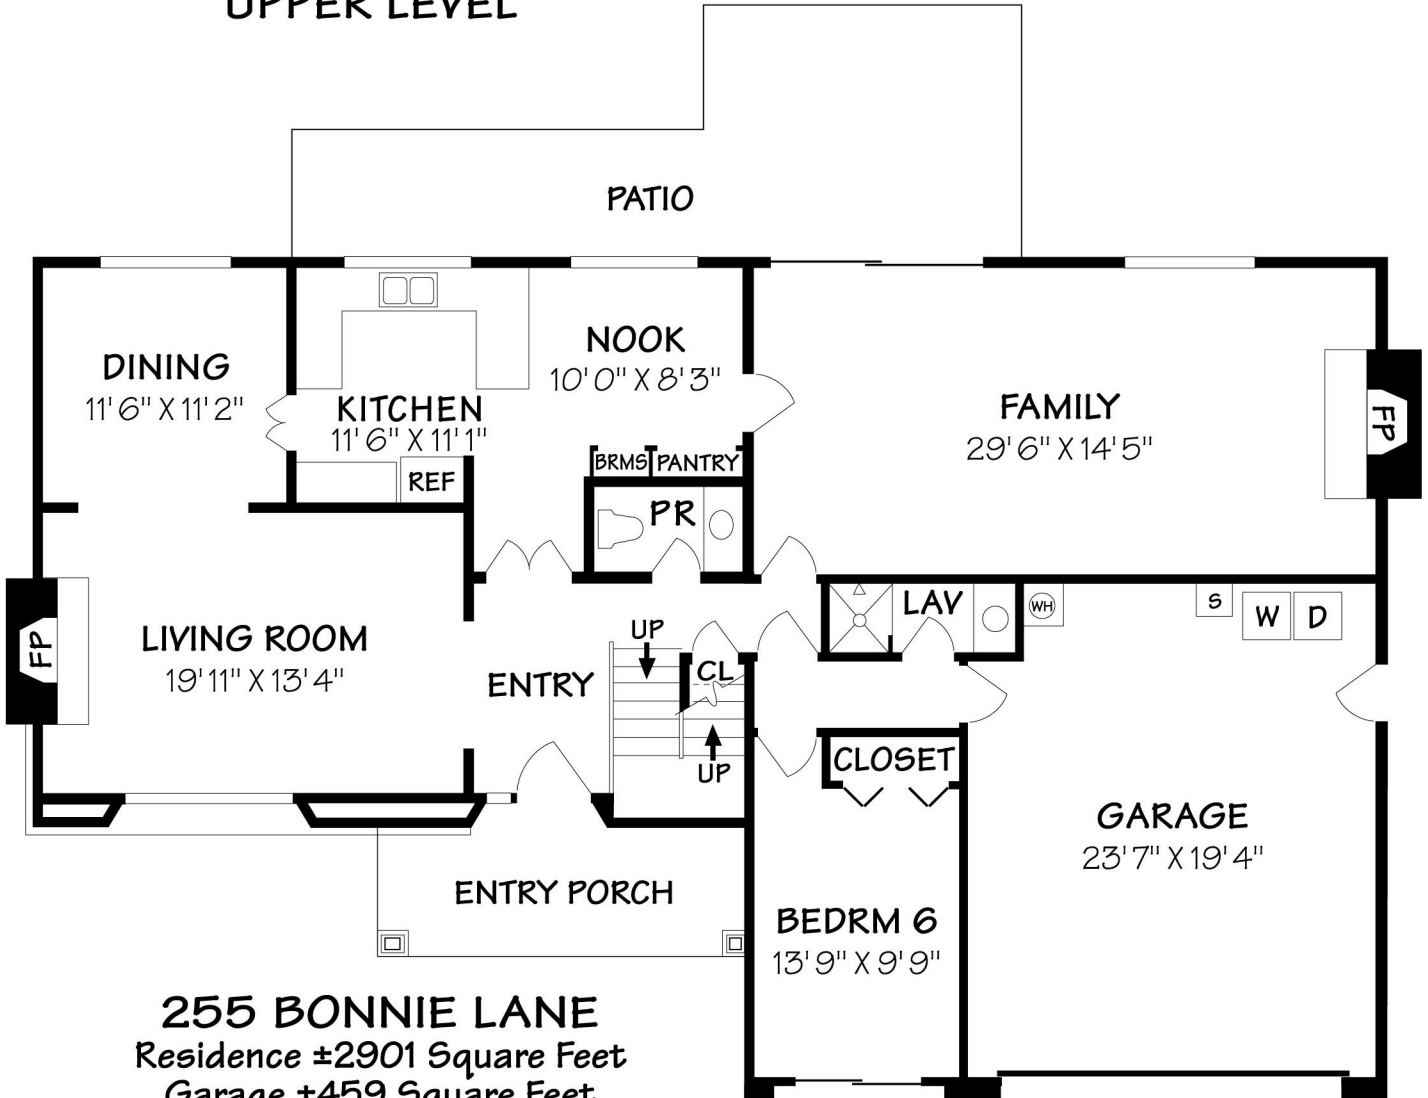 UPPER LEVEL
PATIO
DINING
11'6" X 11'2"
KITCHEN
11'6" X 11'1"
REF
NOOK
10'0" X 8'3"
BRMS
PANTRY
PR
FAMILY
29'6" X 14'5"
FP
FP
LIVING ROOM
19'11" X 13'4"
ENTRY
UP
CL
UP
LAV
WH
S
W
D
CLOSET
GARAGE
23'7" X 19'4"
ENTRY PORCH
BEDRM 6
13'9" X 9'9"
255 BONNIE LANE
Residence ±2901 Square Feet
Garage ±459 Square Feet